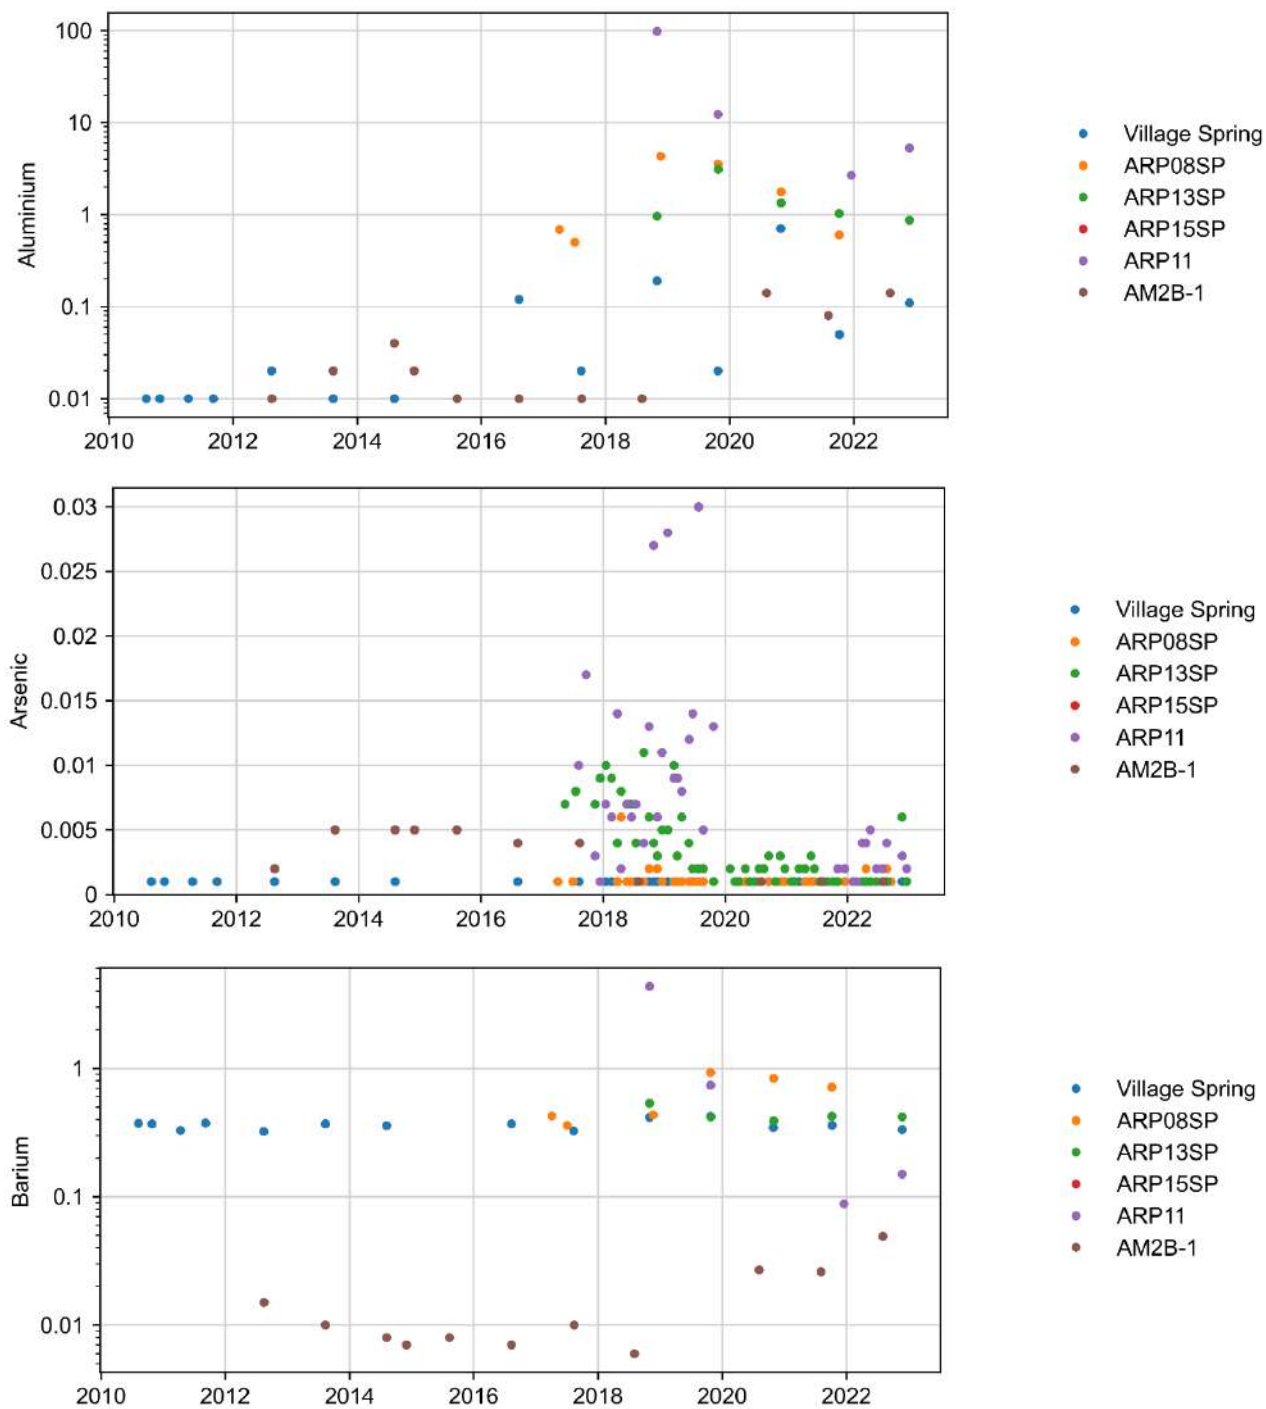 100
10
1
0.1
0.01
Aluminium
2010 2012 2014 2016 2018 2020 2022
Village Spring
ARP08SP
ARP13SP
ARP15SP
ARP11
AM2B-1
0.03
0.025
0.02
0.015
0.01
0.005
0
Arsenic
2010 2012 2014 2016 2018 2020 2022
Village Spring
ARP08SP
ARP13SP
ARP15SP
ARP11
AM2B-1
1
0.1
0.01
Barium
2010 2012 2014 2016 2018 2020 2022
Village Spring
ARP08SP
ARP13SP
ARP15SP
ARP11
AM2B-1